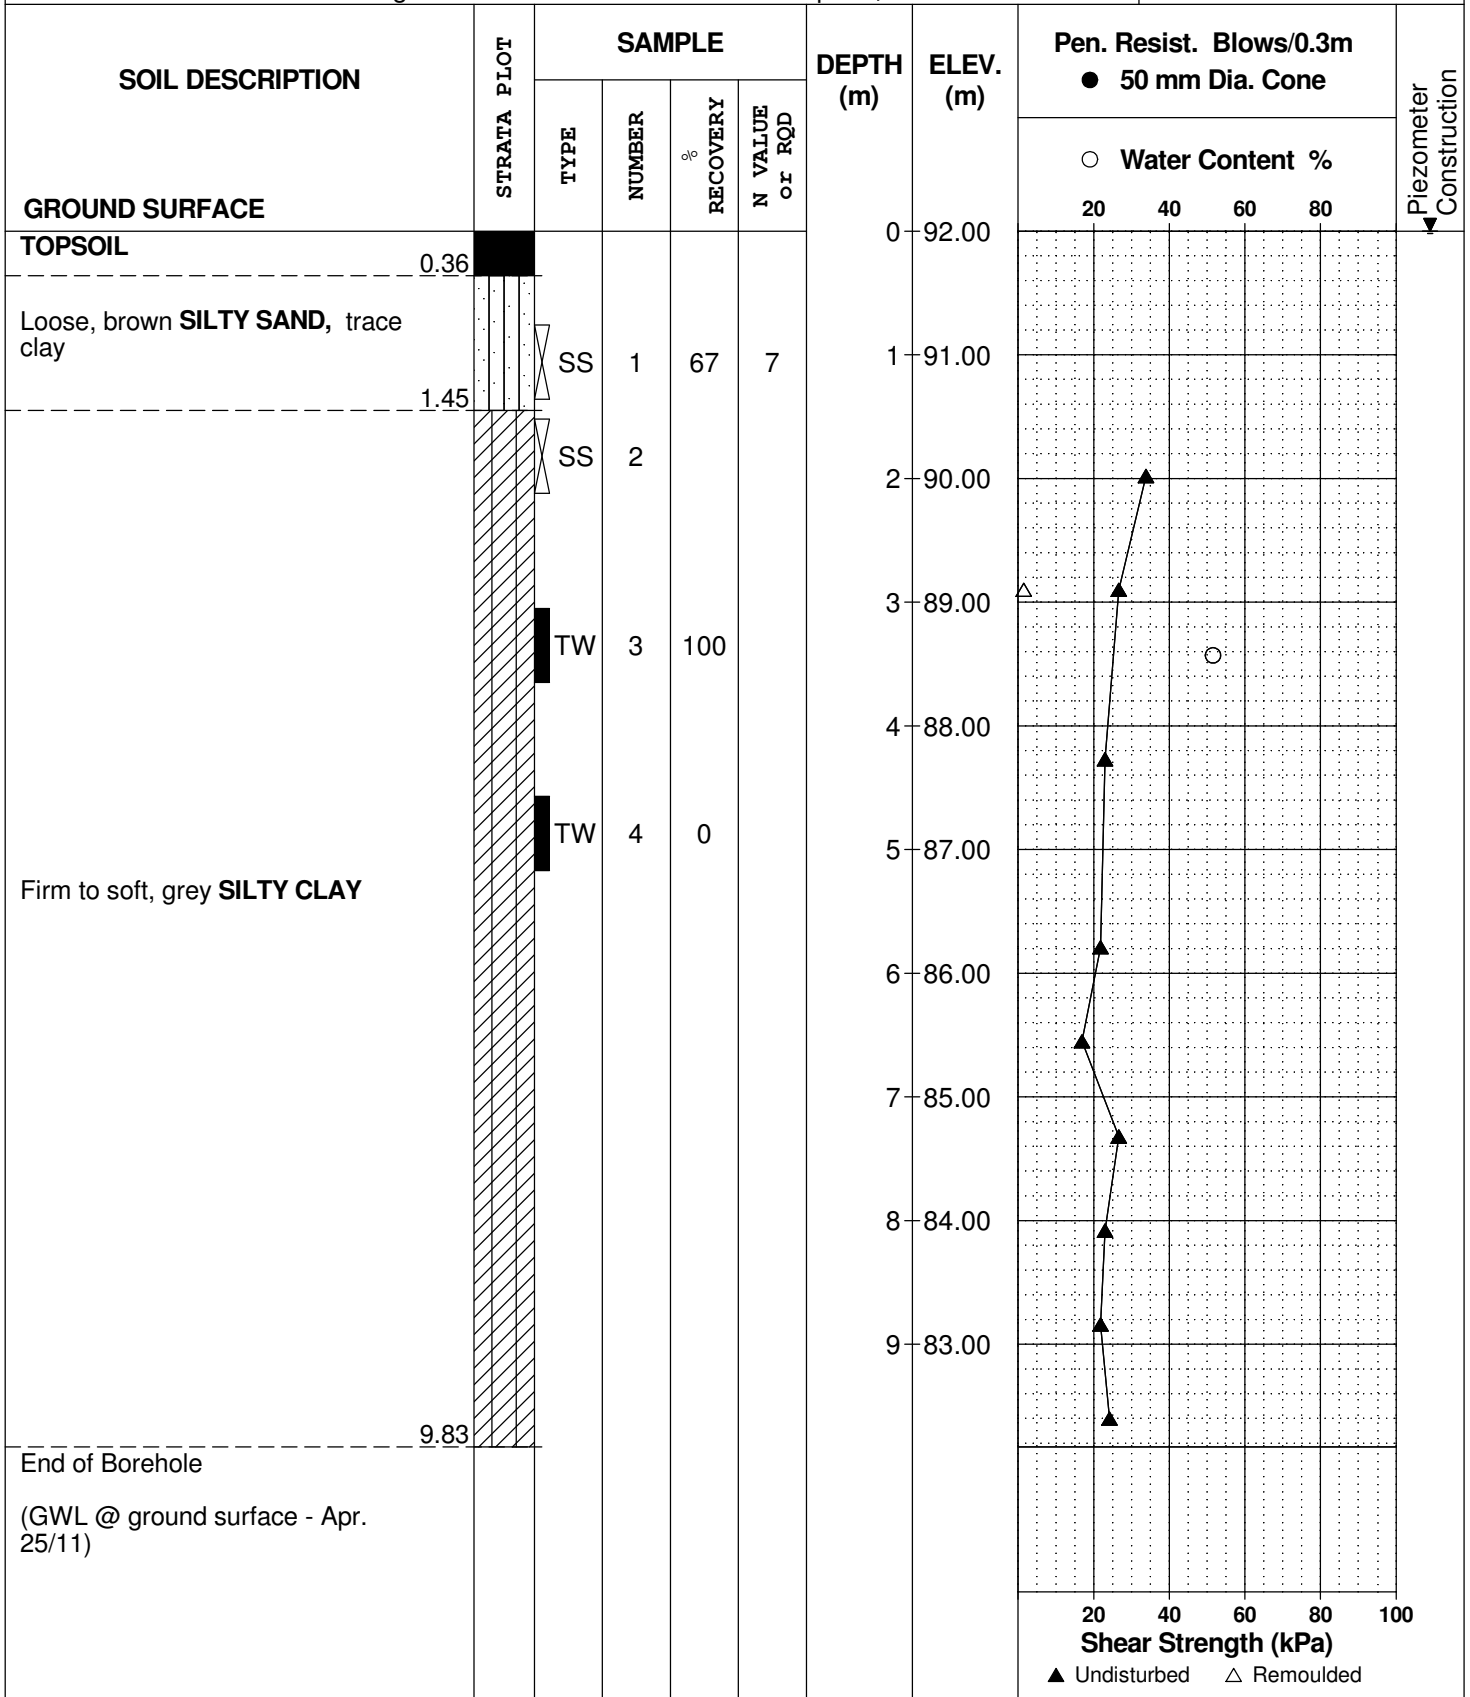 SOIL DESCRIPTION
GROUND SURFACE
STRATA PLOT
SAMPLE
TYPE
NUMBER
%
RECOVERY
N VALUE
or RQD
DEPTH
(m)
ELEV.
(m)
Pen. Resist. Blows/0.3m
● 50 mm Dia. Cone
○ Water Content %
20 40 60 80
Piezometer
Construction
0 92.00
TOPSOIL
0.36
Loose, brown SILTY SAND, trace
clay
SS 1 67 7
1 91.00
1.45
SS 2
2 90.00
3 89.00
TW 3 100
4 88.00
TW 4 0
5 87.00
Firm to soft, grey SILTY CLAY
6 86.00
7 85.00
8 84.00
9 83.00
9.83
End of Borehole
(GWL @ ground surface - Apr.
25/11)
20 40 60 80 100
Shear Strength (kPa)
▲ Undisturbed △ Remoulded